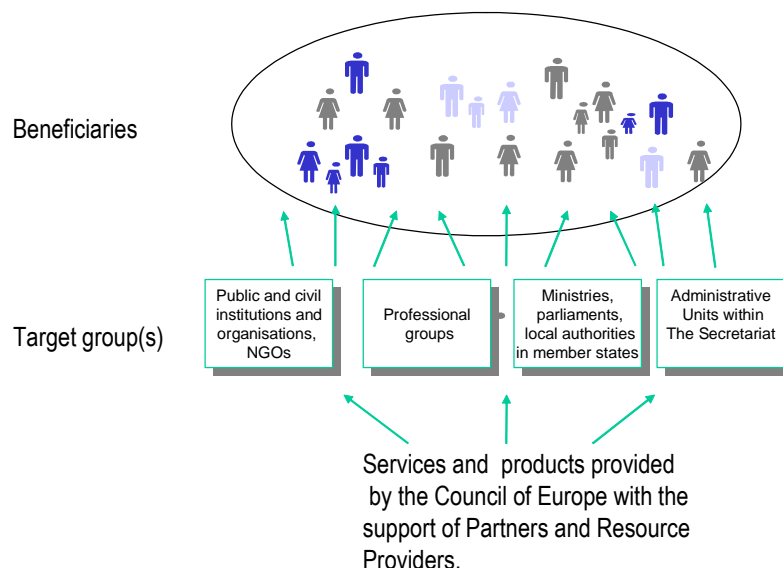 Beneficiaries
Target group(s)
Public and civil
institutions and
organisations,
NGOs
Professional
groups
Ministries,
parliaments,
local authorities
in member states
Administrative
Units within
The Secretariat
Services and products provided
by the Council of Europe with the
support of Partners and Resource
Providers.